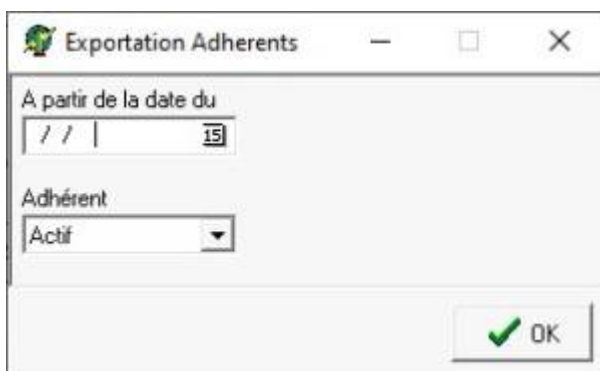 Exportation Adherents
A partir de la date du
/ /
15
Adhérent
Actif
OK